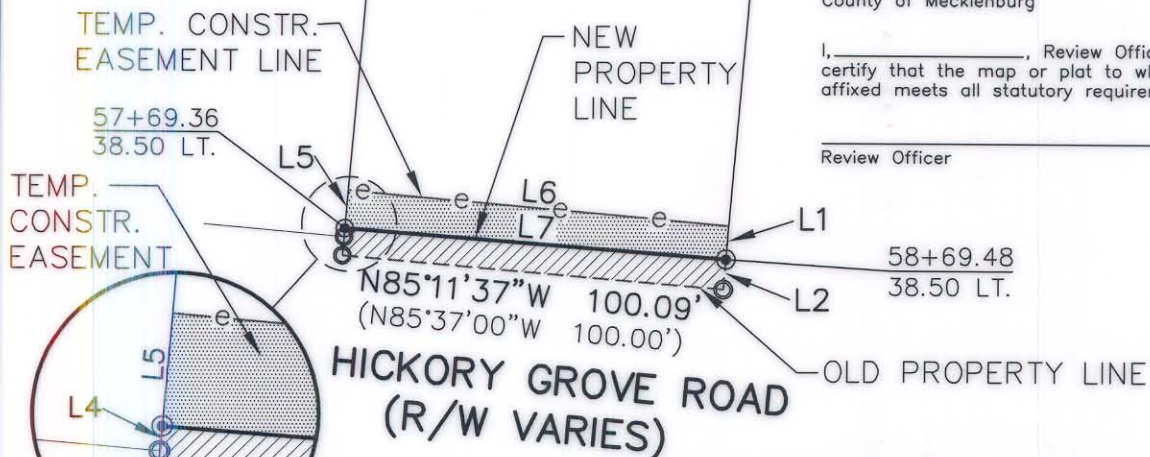 County of Mecklenburg
I,____________, Review Offic
certify that the map or plat to wh
affixed meets all statutory requirem
Review Officer
TEMP. CONSTR.
EASEMENT LINE
NEW
PROPERTY
LINE
57+69.36
38.50 LT.
L5
TEMP.
CONSTR.
EASEMENT
e
e
e
e
L6
L7
L1
58+69.48
38.50 LT.
L2
N85°11'37"W 100.09'
(N85°37'00"W 100.00')
OLD PROPERTY LINE
HICKORY GROVE ROAD
(R/W VARIES)
e
L5
L4